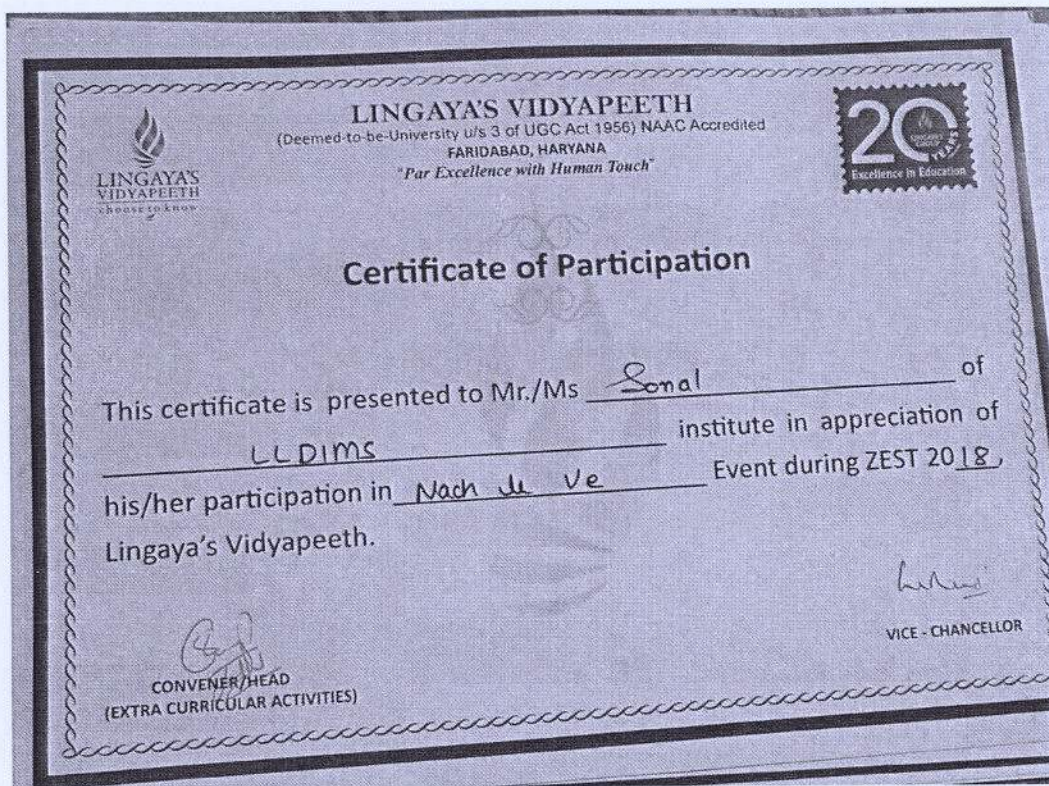 LINGAYA'S VIDYAPEETH
(Deemed-to-be-University u/s 3 of UGC Act 1956) NAAC Accredited
FARIDABAD, HARYANA
"Par Excellence with Human Touch"
LINGAYA'S
VIDYAPEETH
choose to know
20
YEARS
Excellence in Education
Certificate of Participation
This certificate is presented to Mr./Ms Sonal of
LLDIMS institute in appreciation of
his/her participation in Nach le Ve Event during ZEST 2018,
Lingaya's Vidyapeeth.
CONVENER/HEAD
(EXTRA CURRICULAR ACTIVITIES)
VICE - CHANCELLOR